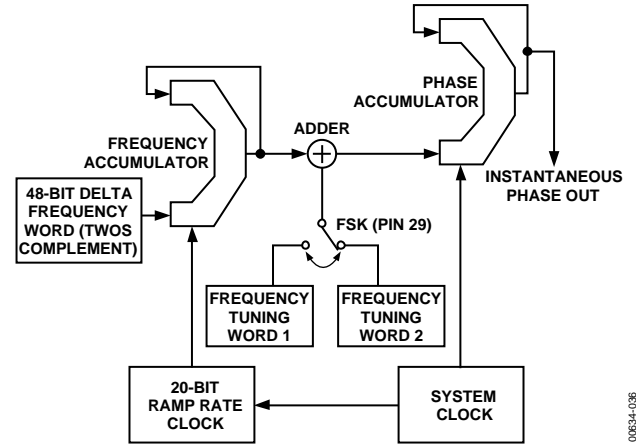 PHASE
ACCUMULATOR
ADDER
FREQUENCY
ACCUMULATOR
INSTANTANEOUS
PHASE OUT
48-BIT DELTA
FREQUENCY
WORD (TWOS
COMPLEMENT)
FSK (PIN 29)
FREQUENCY
TUNING
WORD 1
FREQUENCY
TUNING
WORD 2
20-BIT
RAMP RATE
CLOCK
SYSTEM
CLOCK
00634-036